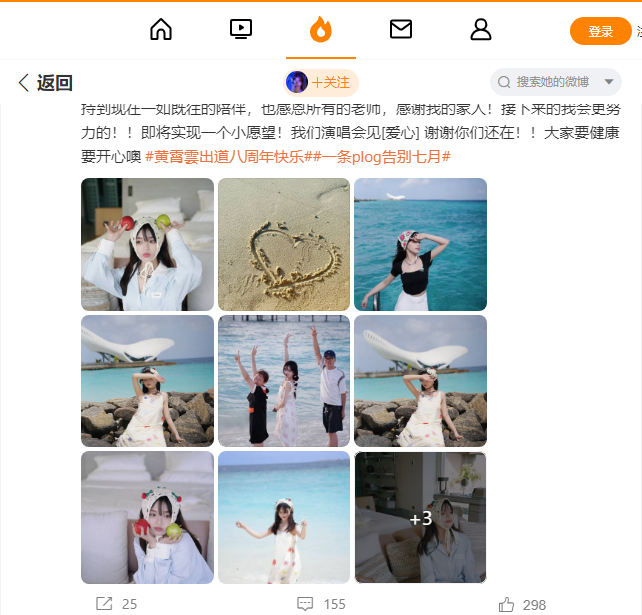 登录
返回
+关注
搜索她的微博
持到现在一如既往的陪伴，也感恩所有的老师，感谢我的家人！接下来的我会更努
力的！！即将实现一个小愿望！我们演唱会见[爱心] 谢谢你们还在！！大家要健康
要开心噢 #黄霄雲出道八周年快乐##一条plog告别七月#
+3
25
155
298